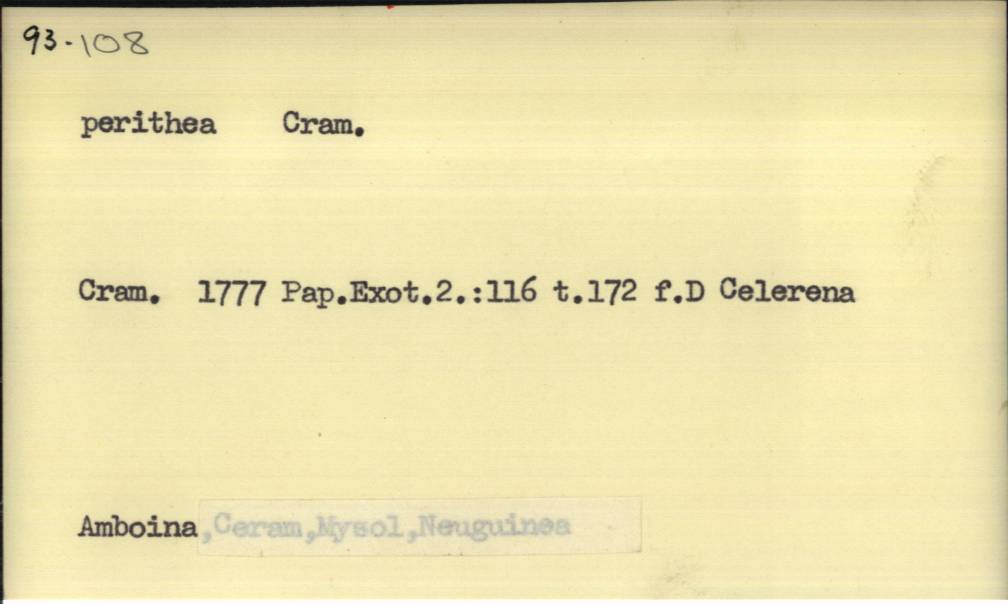 93-108
perithea Cram.
Cram. 1777 Pap.Exot.2.:116 t.172 f.D Celerena
Amboina,Ceram,Mysol,Neuguinea